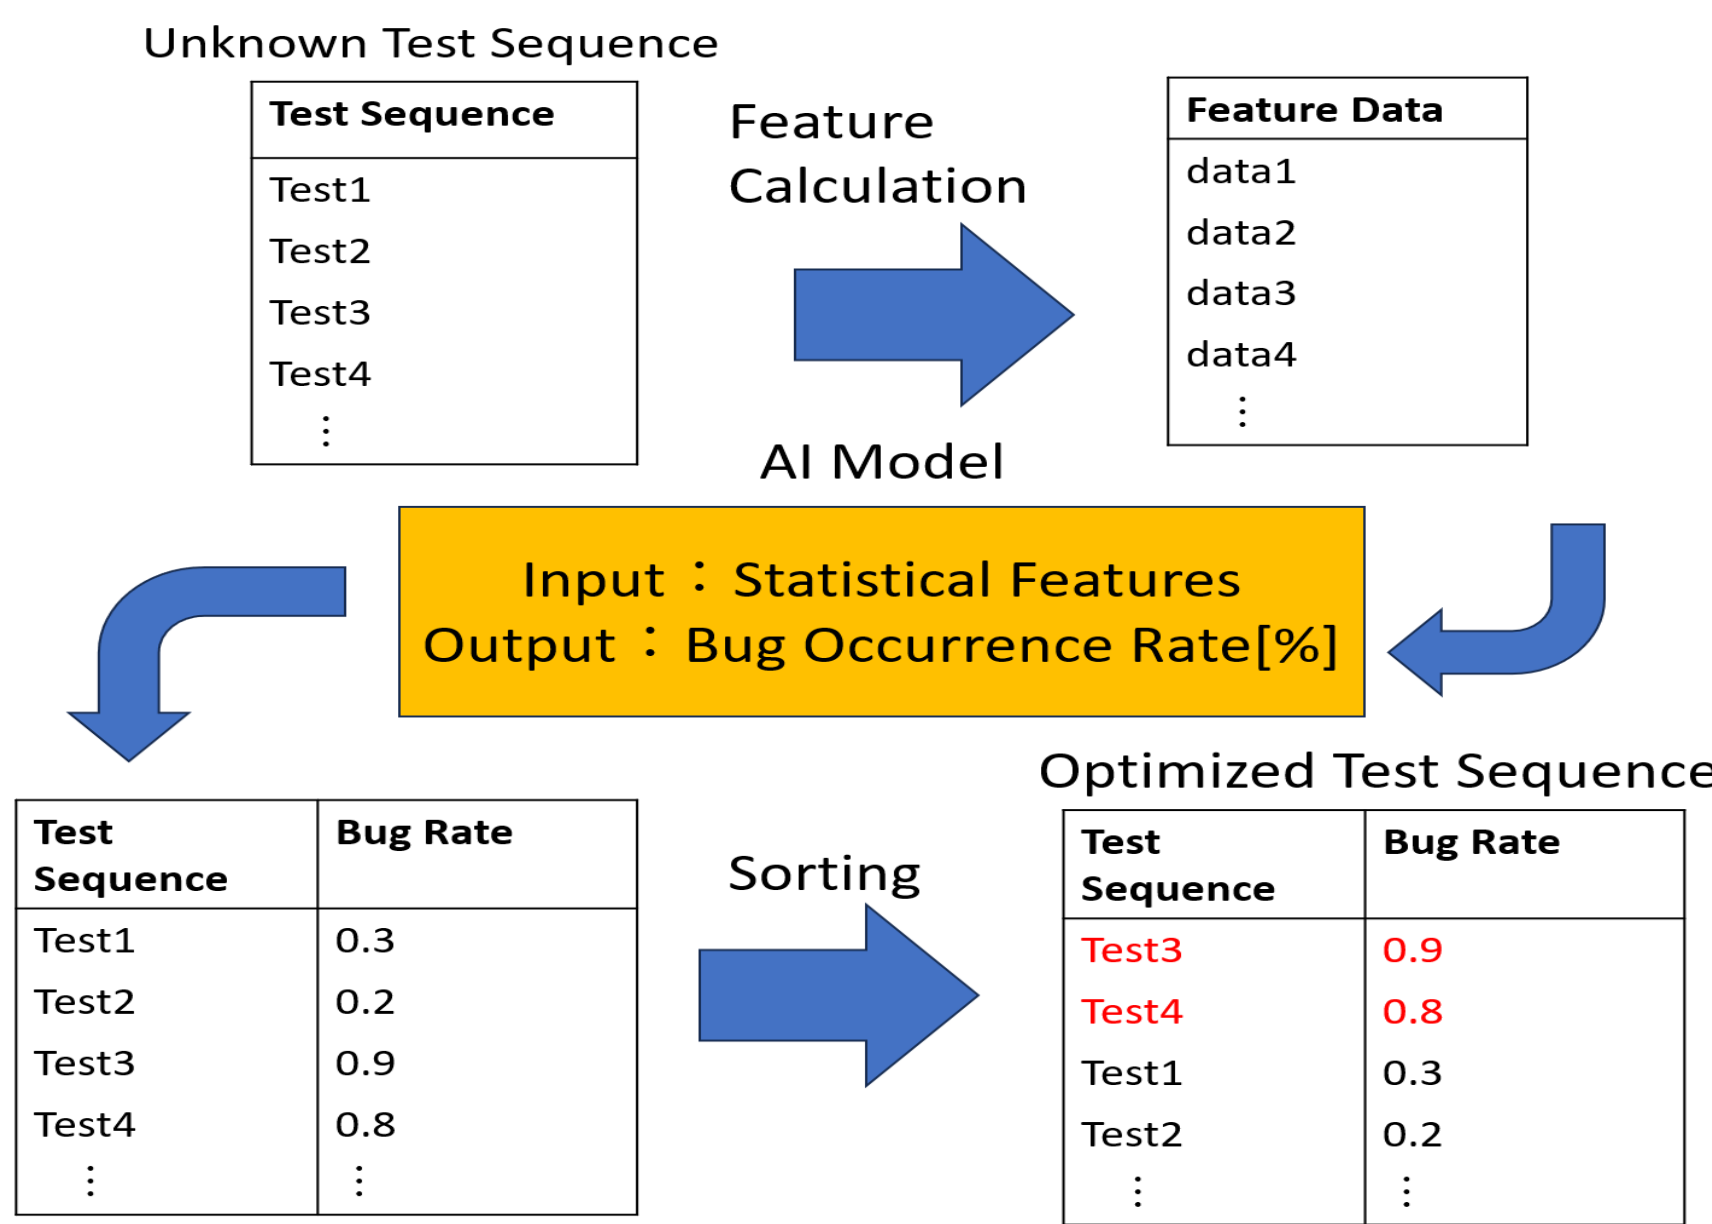 Unknown Test Sequence
Test Sequence
Test1
Test2
Test3
Test4
⋮
Feature
Calculation
Feature Data
data1
data2
data3
data4
⋮
AI Model
Input：Statistical Features
Output：Bug Occurrence Rate[%]
Test
Sequence
Bug Rate
Test1 0.3
Test2 0.2
Test3 0.9
Test4 0.8
⋮ ⋮
Sorting
Optimized Test Sequence
Test
Sequence
Bug Rate
Test3 0.9
Test4 0.8
Test1 0.3
Test2 0.2
⋮ ⋮